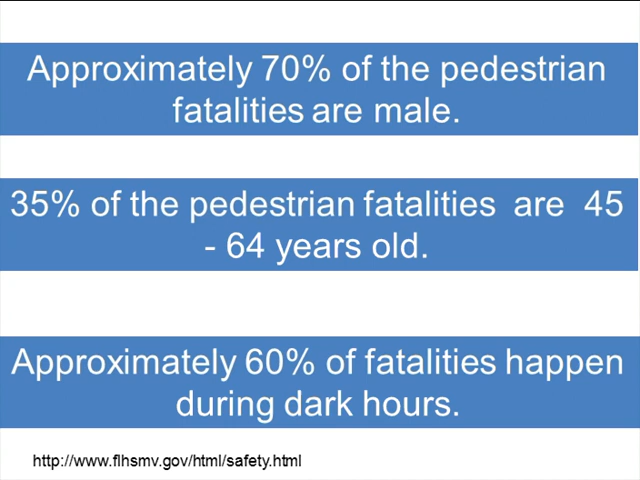 Approximately 70% of the pedestrian
fatalities are male.
35% of the pedestrian fatalities are 45
- 64 years old.
Approximately 60% of fatalities happen
during dark hours.
http://www.flhsmv.gov/html/safety.html